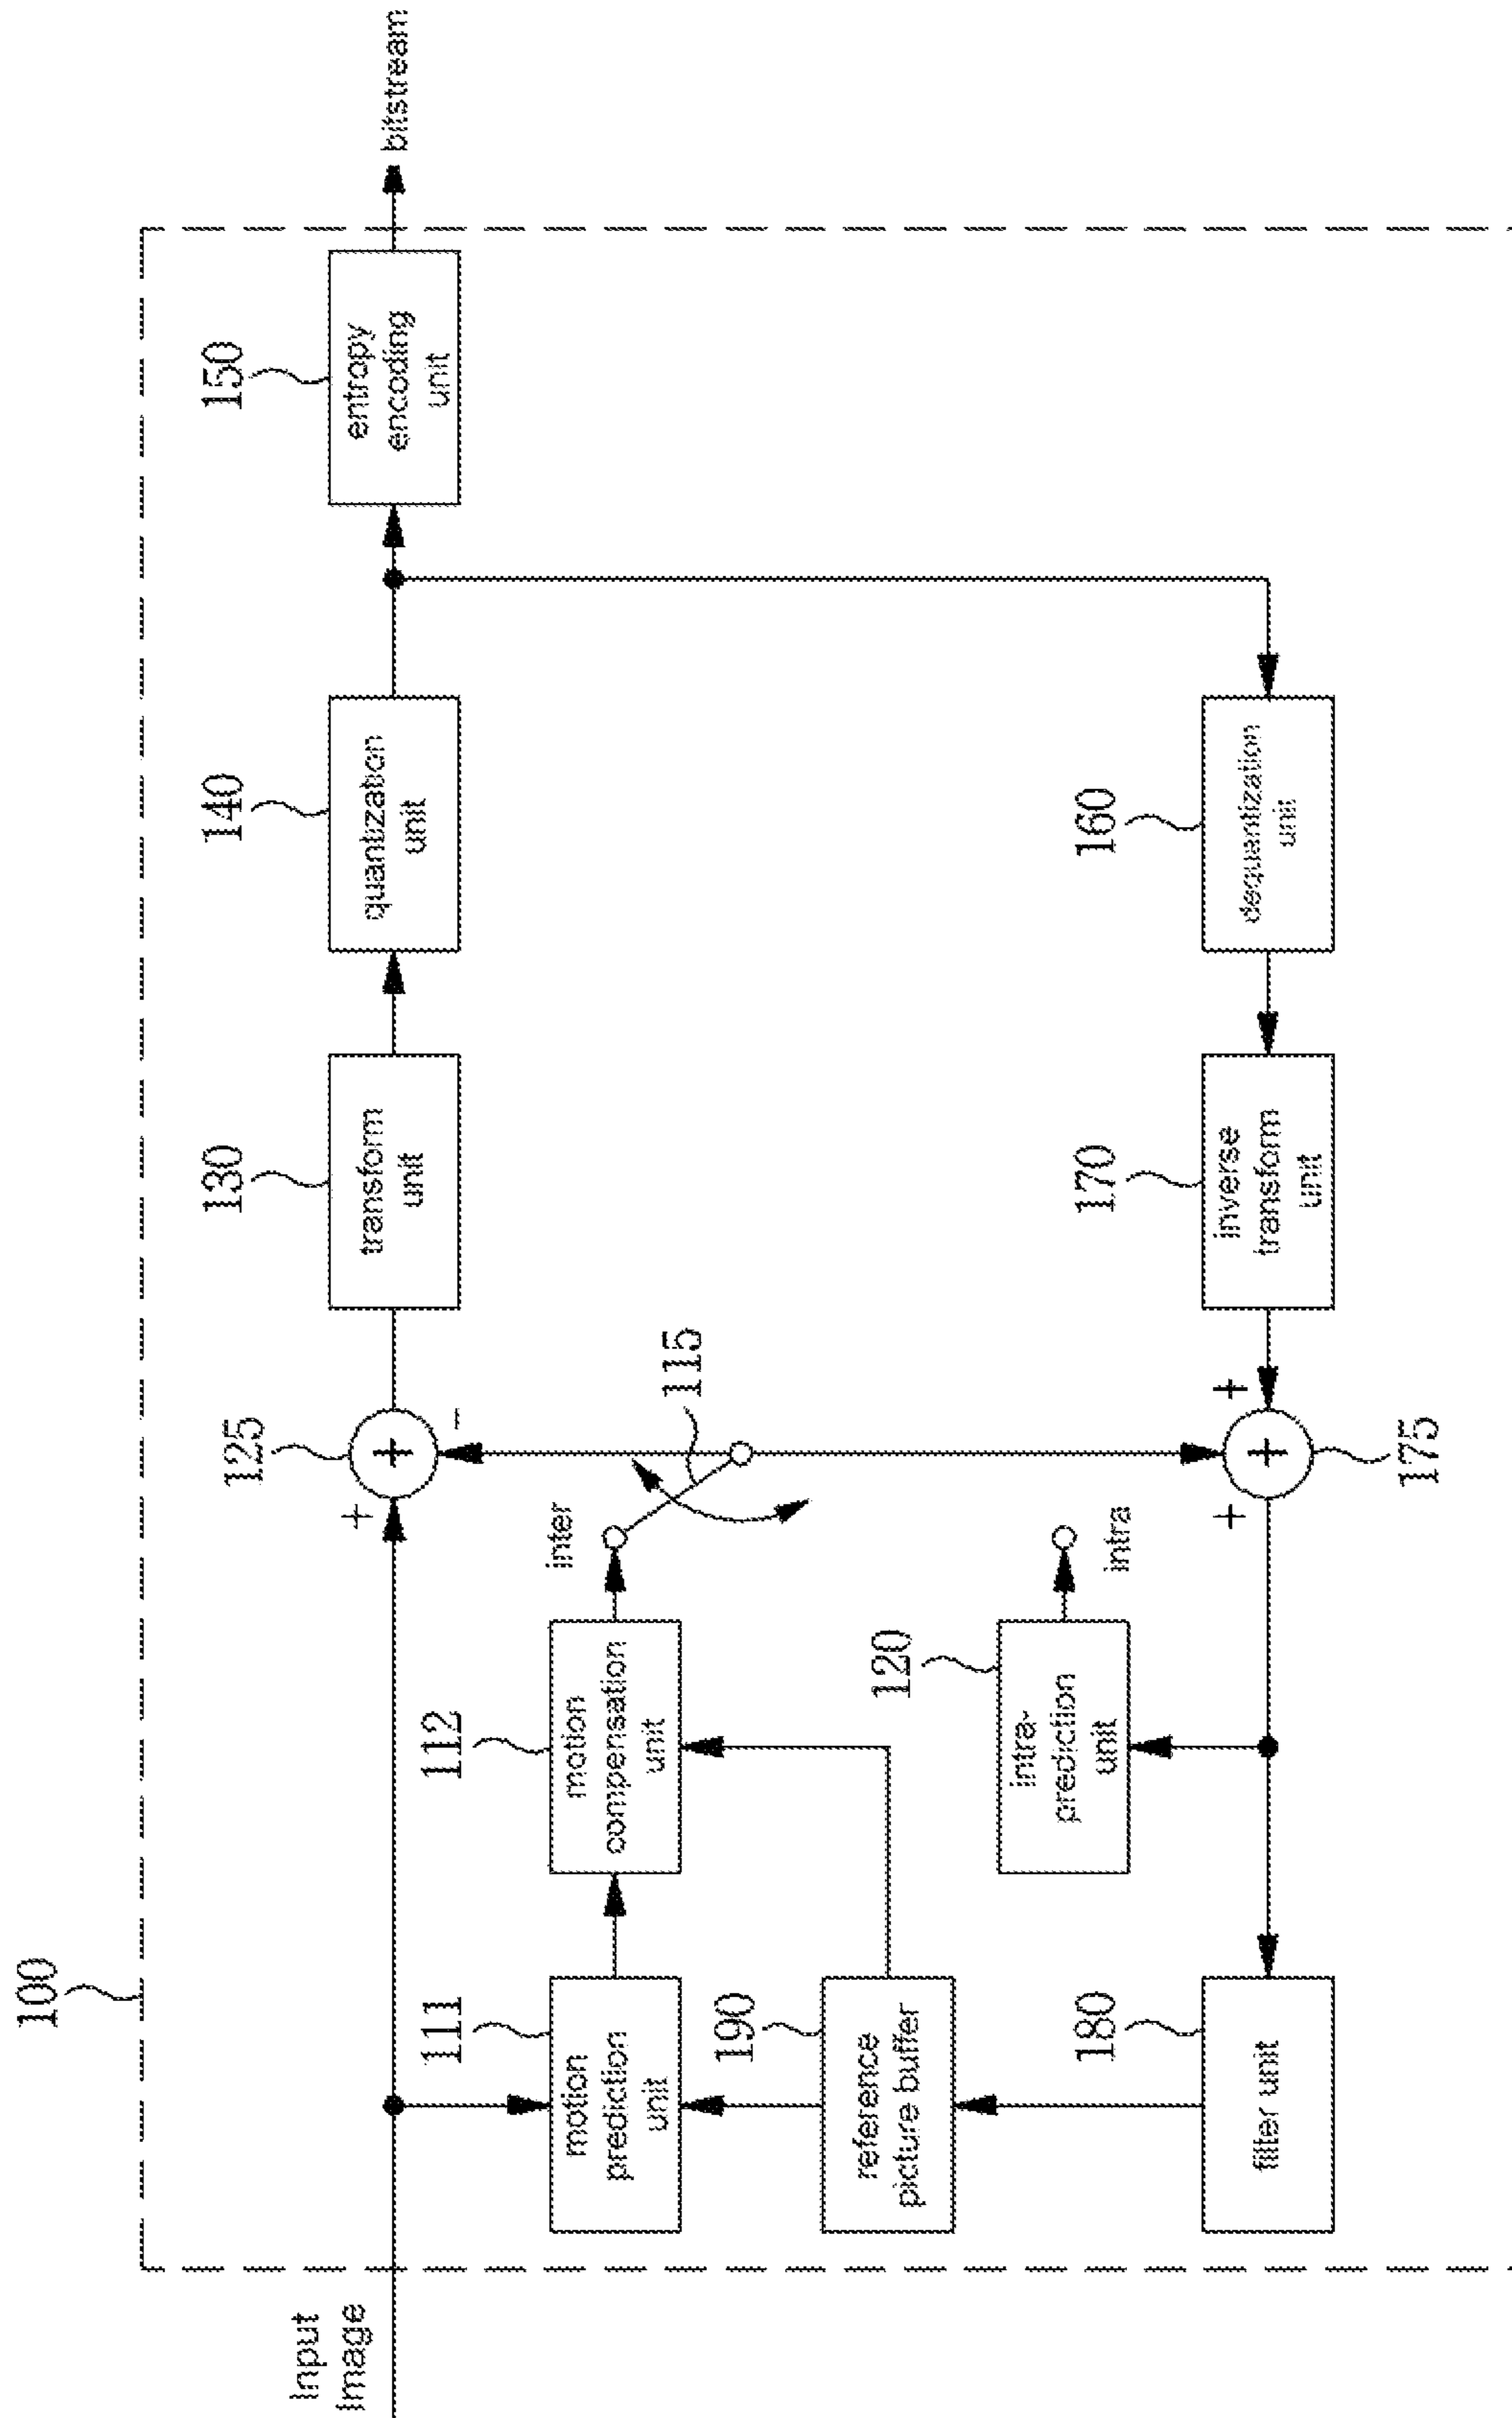 100
Input
Image
125
+
+
-
130
transform
unit
140
quantization
unit
150
entropy
encoding
unit
bitstream
111
motion
prediction
unit
112
motion
compensation
unit
inter
115
190
reference
picture buffer
120
intra-
prediction
unit
intra
180
filter unit
+
+
+
175
170
inverse
transform
unit
160
dequantization
unit